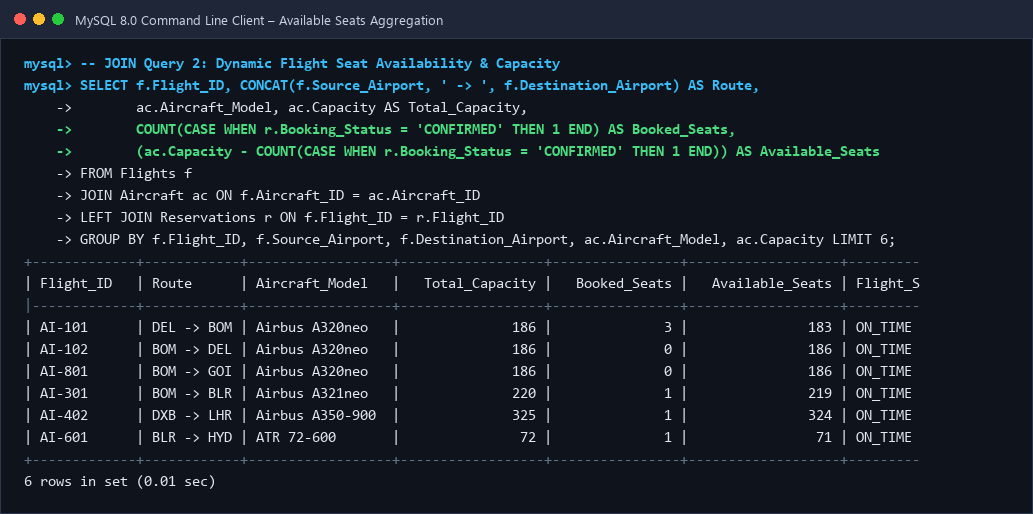 MySQL 8.0 Command Line Client – Available Seats Aggregation
mysql> -- JOIN Query 2: Dynamic Flight Seat Availability & Capacity
mysql> SELECT f.Flight_ID, CONCAT(f.Source_Airport, ' -> ', f.Destination_Airport) AS Route,
    ->        ac.Aircraft_Model, ac.Capacity AS Total_Capacity,
    ->        COUNT(CASE WHEN r.Booking_Status = 'CONFIRMED' THEN 1 END) AS Booked_Seats,
    ->        (ac.Capacity - COUNT(CASE WHEN r.Booking_Status = 'CONFIRMED' THEN 1 END)) AS Available_Seats
    -> FROM Flights f
    -> JOIN Aircraft ac ON f.Aircraft_ID = ac.Aircraft_ID
    -> LEFT JOIN Reservations r ON f.Flight_ID = r.Flight_ID
    -> GROUP BY f.Flight_ID, f.Source_Airport, f.Destination_Airport, ac.Aircraft_Model, ac.Capacity LIMIT 6;
+-------------+------------+------------------+------------------+----------------+-------------------+---------
| Flight_ID   | Route      | Aircraft_Model   |   Total_Capacity |   Booked_Seats |   Available_Seats | Flight_S
|-------------+------------+------------------+------------------+----------------+-------------------+---------
| AI-101      | DEL -> BOM | Airbus A320neo   |              186 |              3 |               183 | ON_TIME
| AI-102      | BOM -> DEL | Airbus A320neo   |              186 |              0 |               186 | ON_TIME
| AI-801      | BOM -> GOI | Airbus A320neo   |              186 |              0 |               186 | ON_TIME
| AI-301      | BOM -> BLR | Airbus A321neo   |              220 |              1 |               219 | ON_TIME
| AI-402      | DXB -> LHR | Airbus A350-900  |              325 |              1 |               324 | ON_TIME
| AI-601      | BLR -> HYD | ATR 72-600       |               72 |              1 |                71 | ON_TIME
+-------------+------------+------------------+------------------+----------------+-------------------+---------
6 rows in set (0.01 sec)